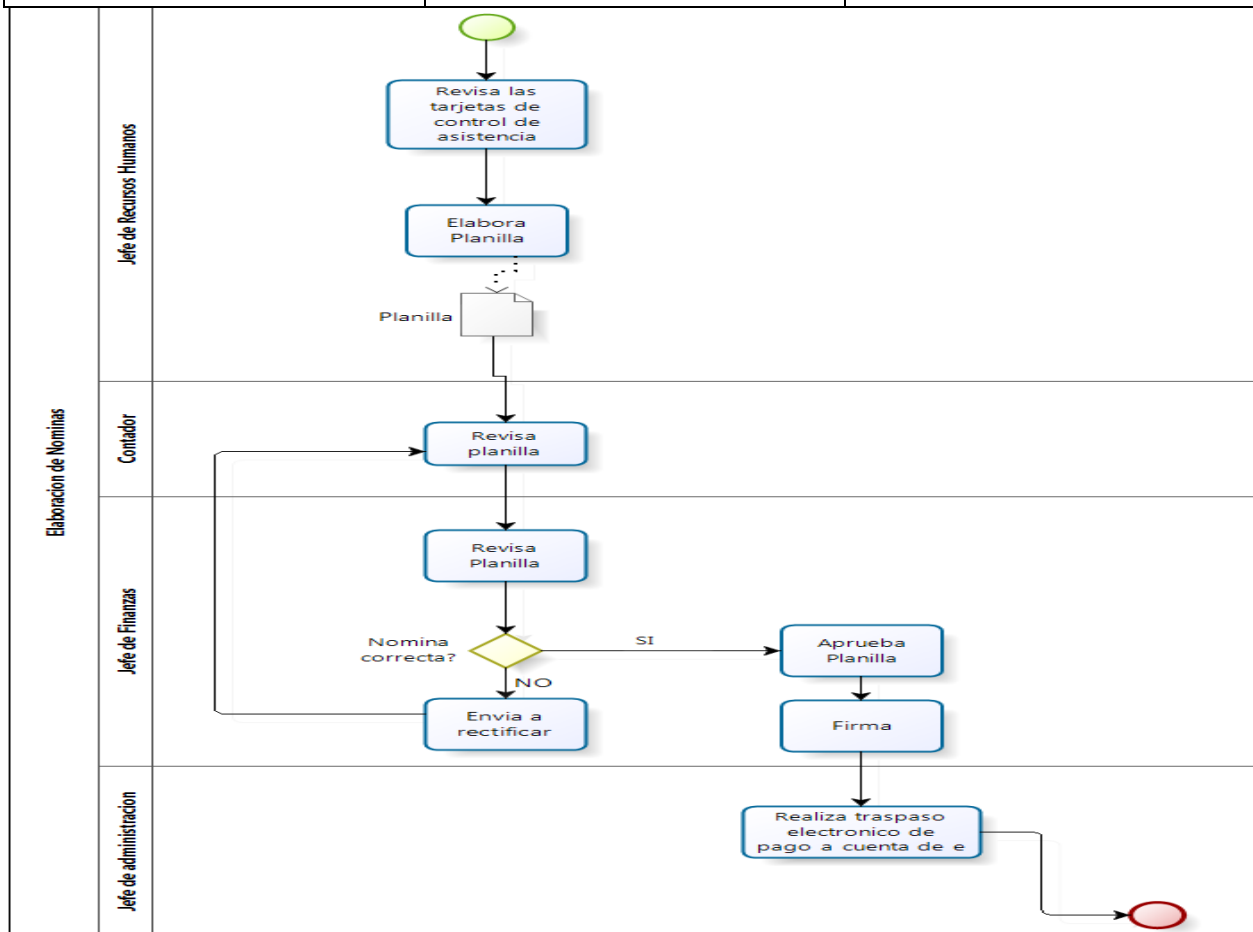 Elaboracion de Nominas
Jefe de Recursos Humanos
Revisa las
tarjetas de
control de
asistencia
Elabora
Planilla
Planilla
Contador
Revisa
planilla
Jefe de Finanzas
Revisa
Planilla
Nomina
correcta?
SI
Aprueba
Planilla
NO
Envia a
rectificar
Firma
Jefe de administracion
Realiza traspaso
electronico de
pago a cuenta de e